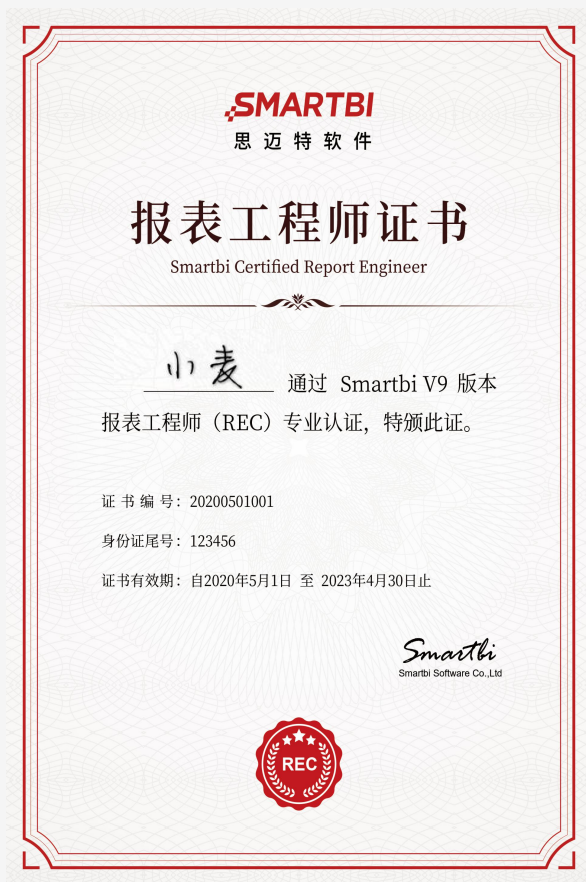 SMARTBI
思迈特软件
报表工程师证书
Smartbi Certified Report Engineer
小麦 通过 Smartbi V9 版本
报表工程师（REC）专业认证，特颁此证。
证书编号：20200501001
身份证尾号：123456
证书有效期：自2020年5月1日 至 2023年4月30日止
Smartbi
Smartbi Software Co.,Ltd
REC